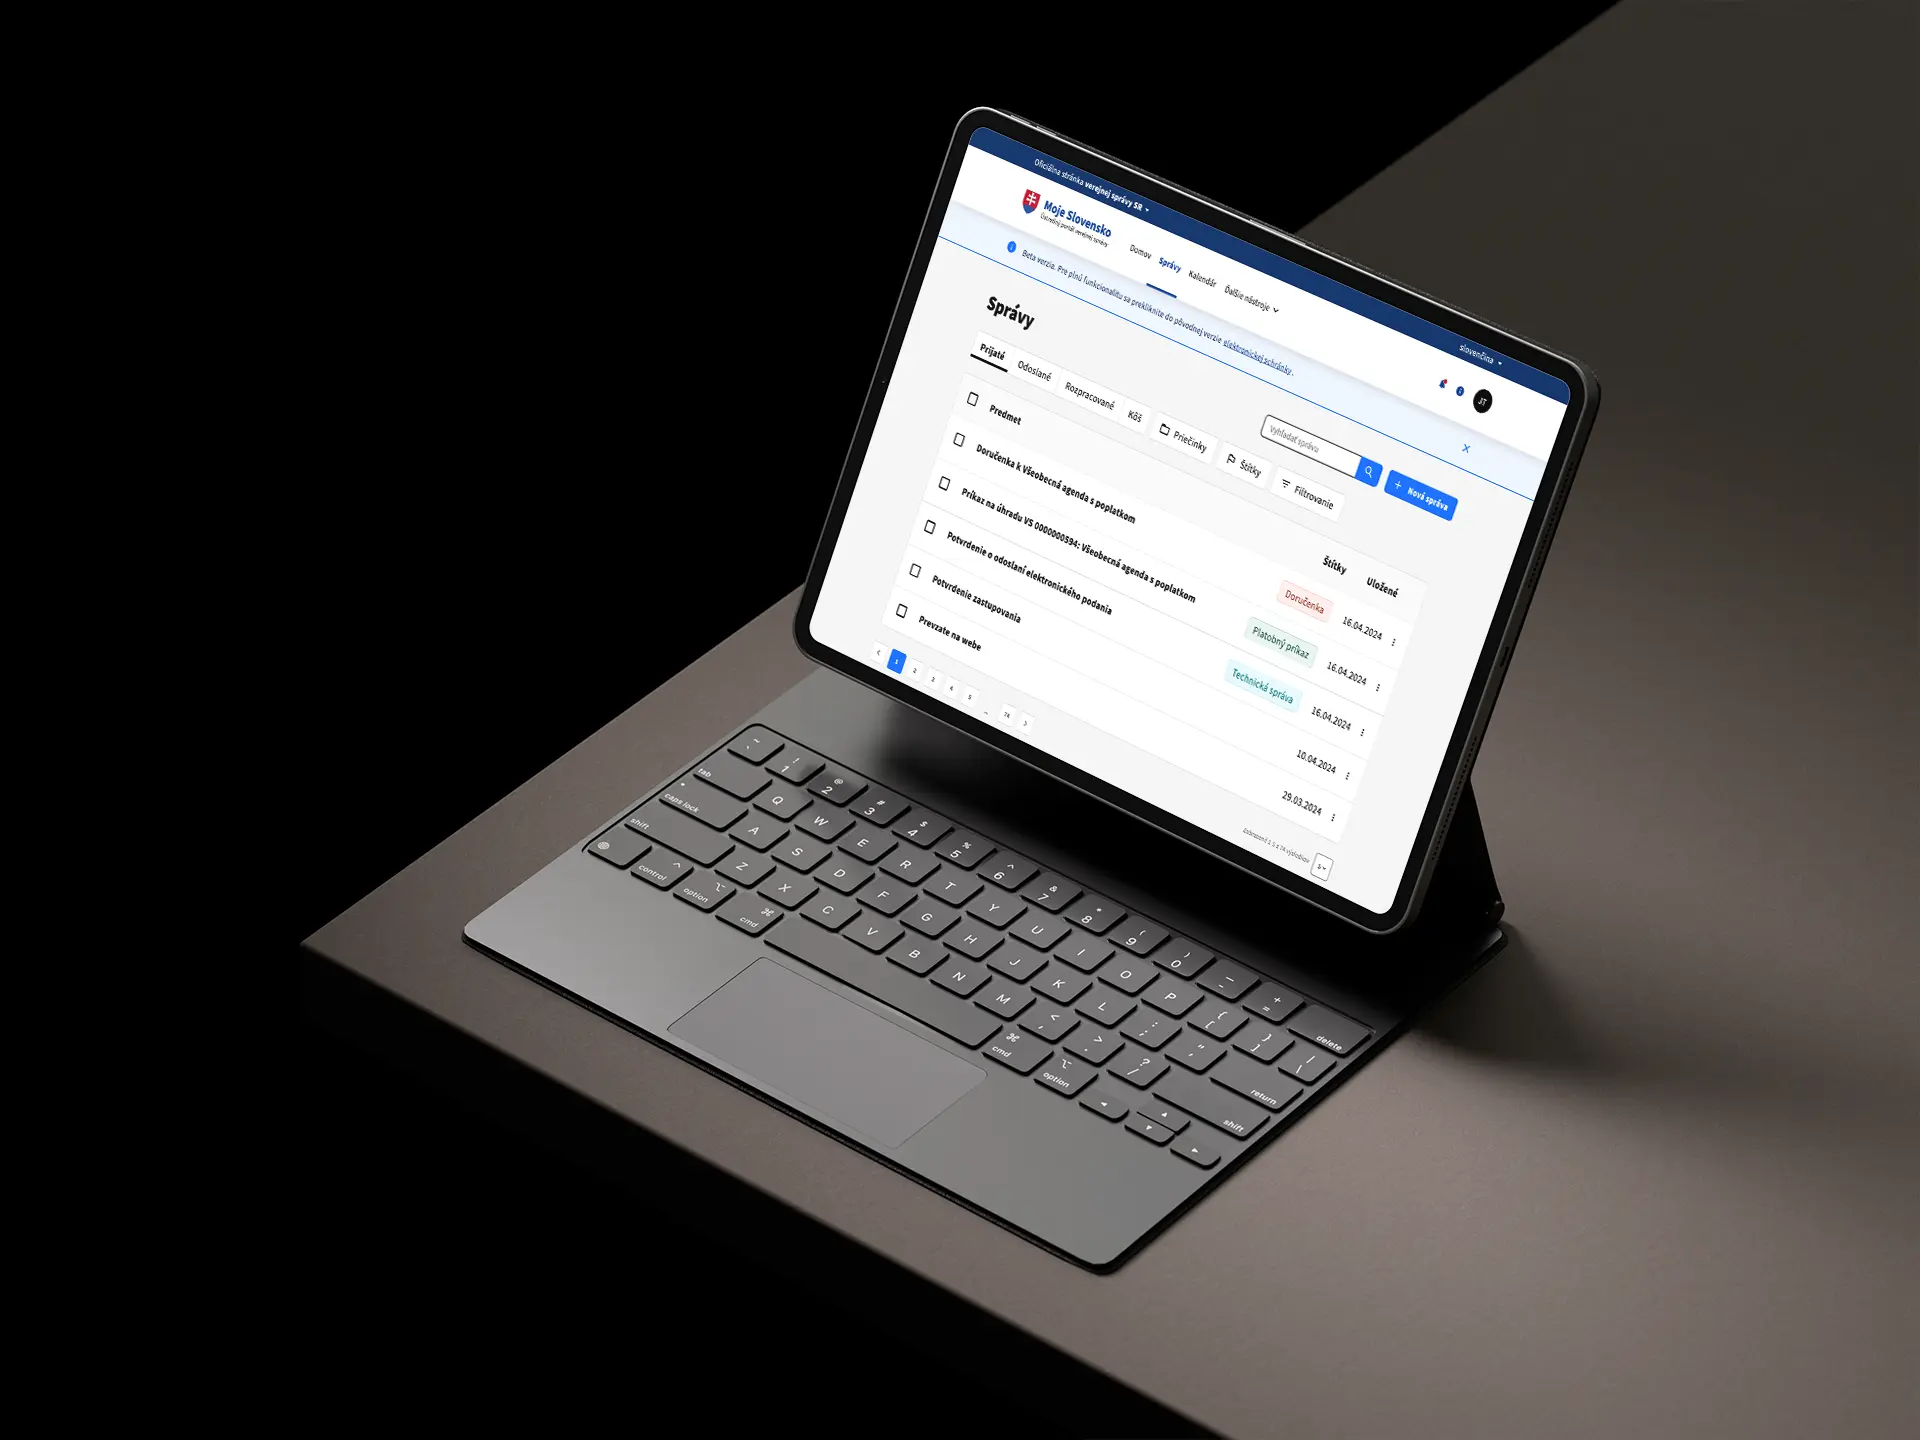 Oficiálna stránka verejnej správy SR
slovenčina
Moje Slovensko
Ústredný portál verejnej správy
Domov Správy Kalendár Ďalšie nástroje
JT
Beta verzia. Pre plnú funkcionalitu sa prekliknite do pôvodnej verzie elektronickej schránky.
Správy
Vyhľadať správu
Nová správa
Prijaté Odoslané Rozpracované Kôš Priečinky Štítky Filtrovanie
Predmet Štítky Uložené
Doručenka k Všeobecná agenda s poplatkom Doručenka 16.04.2024
Príkaz na úhradu VS 0000000594: Všeobecná agenda s poplatkom Platobný príkaz 16.04.2024
Potvrdenie o odoslaní elektronického podania Technická správa 16.04.2024
Potvrdenie zastupovania 10.04.2024
Prevzate na webe 29.03.2024
1 2 3 4 5 ... 74
5
~ ` ! 1 @ 2 # 3 $ 4 % 5 ^ 6 & 7 * 8 ( 9 ) 0 _ - + = delete
tab Q W E R T Y U I O P { [ } ] | \
caps lock A S D F G H J K L : ; " ' return
shift Z X C V B N M < , > . ? / shift
control option cmd cmd option